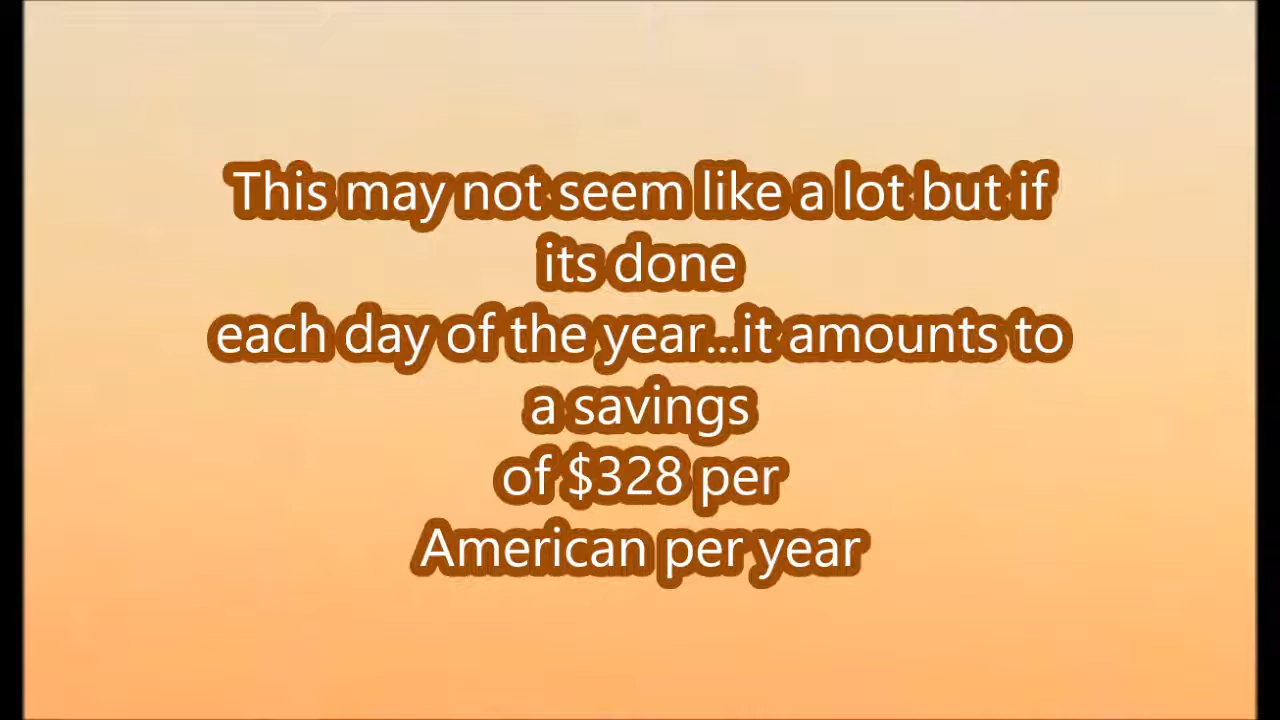 This may not seem like a lot but if
its done
each day of the year...it amounts to
a savings
of $328 per
American per year